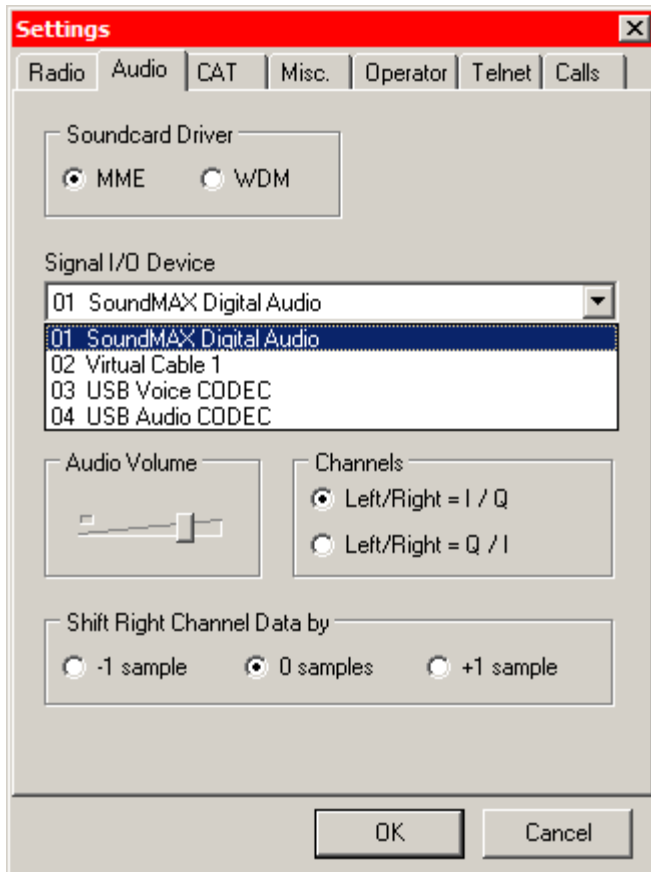 Settings
Radio Audio CAT Misc. Operator Telnet Calls
Soundcard Driver
MME WDM
Signal I/O Device
01 SoundMAX Digital Audio
01 SoundMAX Digital Audio
02 Virtual Cable 1
03 USB Voice CODEC
04 USB Audio CODEC
Audio Volume Channels
Left/Right = I / Q
Left/Right = Q / I
Shift Right Channel Data by
-1 sample 0 samples +1 sample
OK Cancel